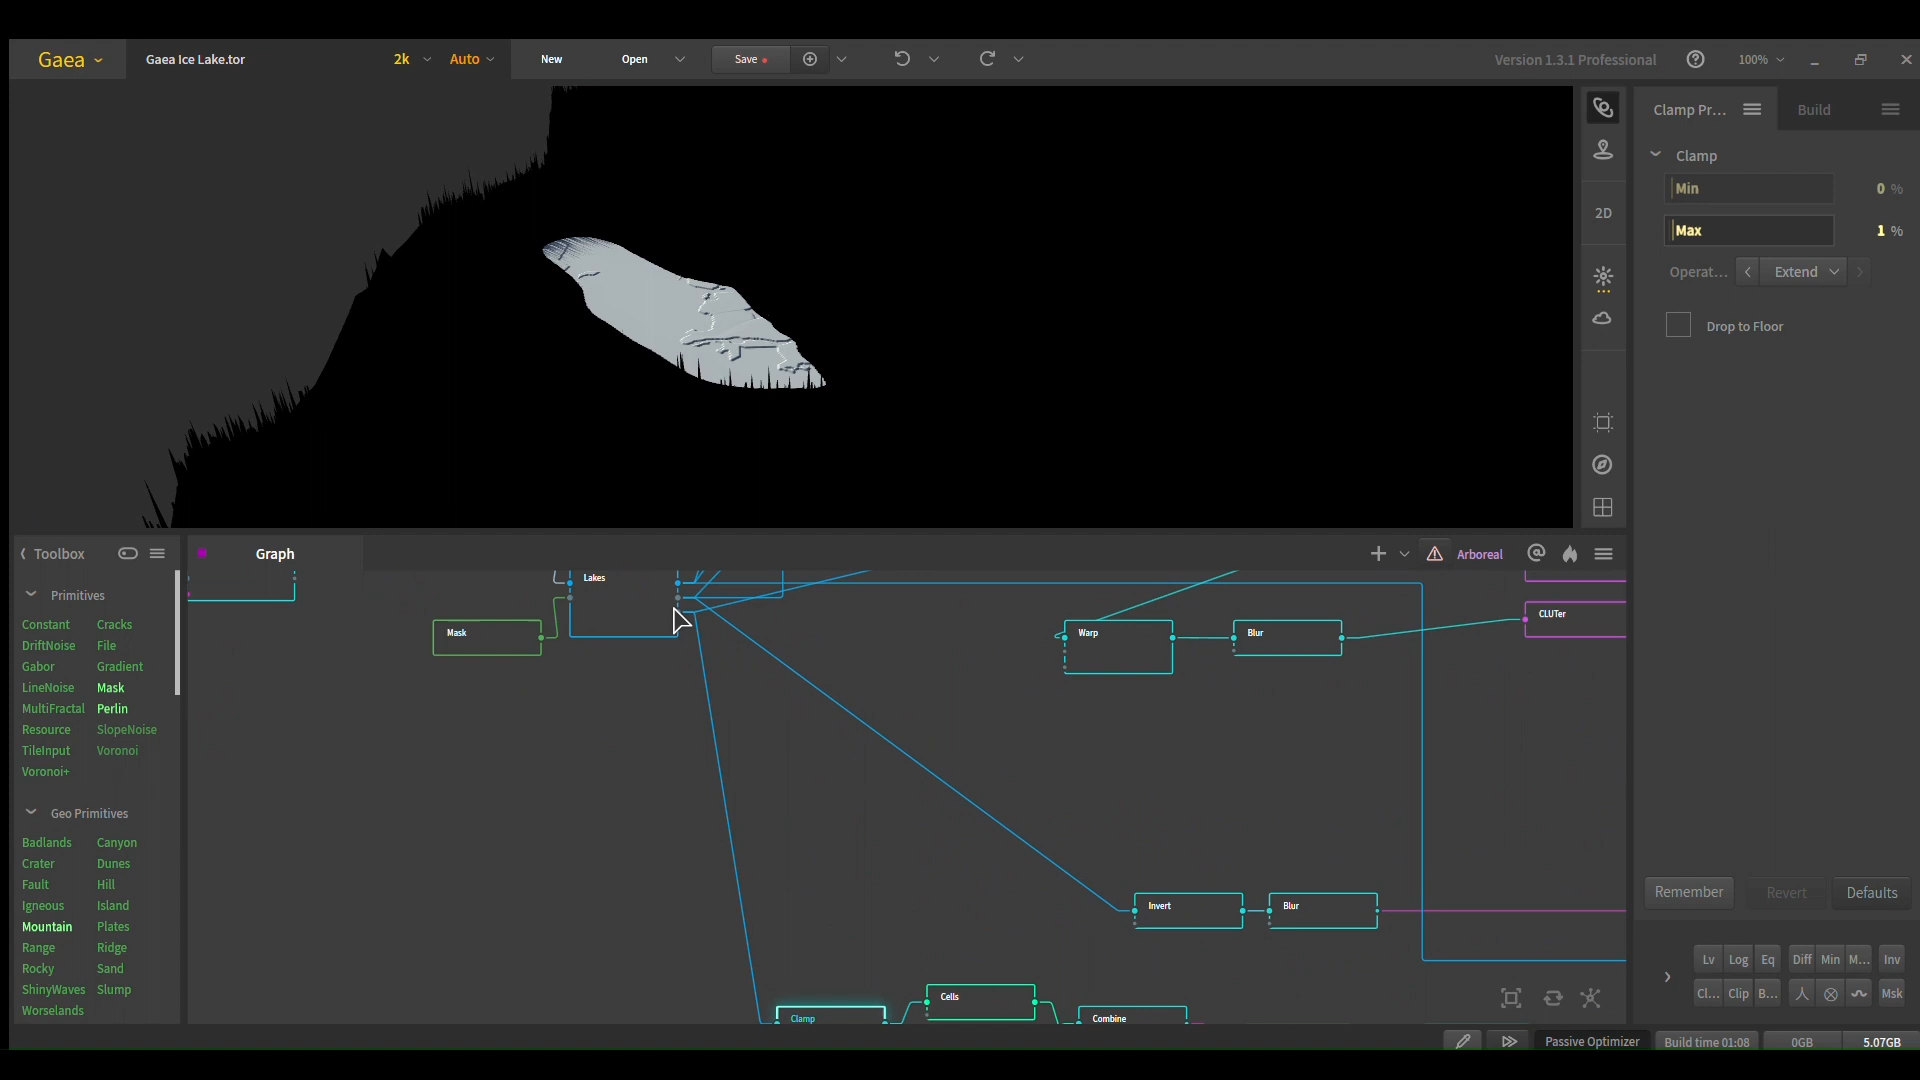 Gaea
Gaea Ice Lake.tor
2k
Auto
New
Open
Save
Version 1.3.1 Professional
100%
Clamp Pr...
Build
Clamp
Min
0 %
Max
1 %
Operat...
Extend
Drop to Floor
2D
Toolbox
Graph
Arboreal
Primitives
Constant Cracks
DriftNoise File
Gabor Gradient
LineNoise Mask
MultiFractal Perlin
Resource SlopeNoise
TileInput Voronoi
Voronoi+
Geo Primitives
Badlands Canyon
Crater Dunes
Fault Hill
Igneous Island
Mountain Plates
Range Ridge
Rocky Sand
ShinyWaves Slump
Worselands
Lakes
Mask
Warp
Blur
CLUTer
Invert
Blur
Cells
Clamp
Combine
Remember
Revert
Defaults
Lv Log Eq Diff Min M... Inv
Cl... Clip B... Msk
Passive Optimizer
Build time 01:08
0GB
5.07GB